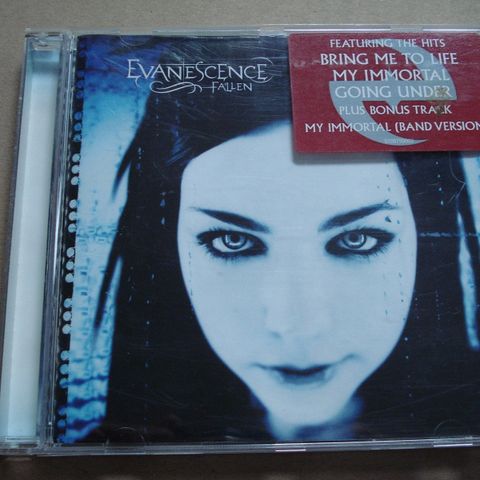 EVANESCENCE
FALLEN
FEATURING THE HITS
BRING ME TO LIFE
MY IMMORTAL
GOING UNDER
PLUS BONUS TRACK
MY IMMORTAL (BAND VERSION